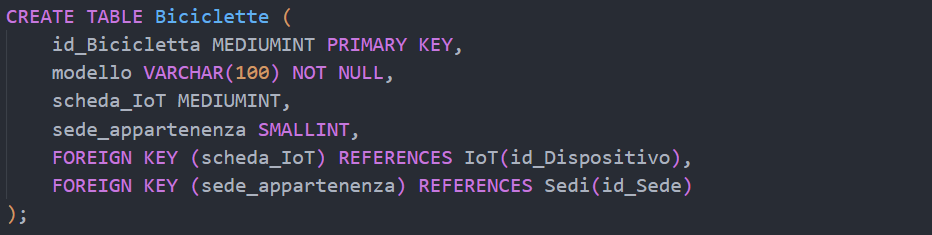 CREATE TABLE Biciclette (
    id_Bicicletta MEDIUMINT PRIMARY KEY,
    modello VARCHAR(100) NOT NULL,
    scheda_IoT MEDIUMINT,
    sede_appartenenza SMALLINT,
    FOREIGN KEY (scheda_IoT) REFERENCES IoT(id_Dispositivo),
    FOREIGN KEY (sede_appartenenza) REFERENCES Sedi(id_Sede)
);